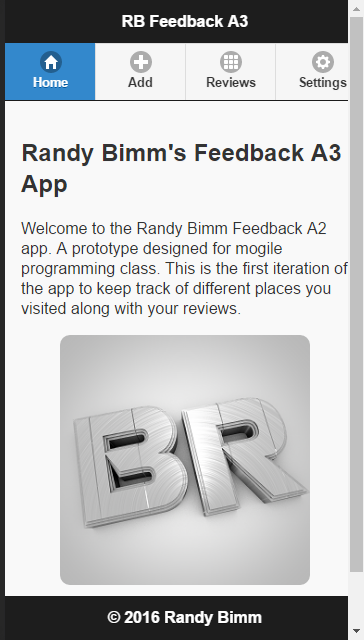 RB Feedback A3
Home Add Reviews Settings
Randy Bimm's Feedback A3
App
Welcome to the Randy Bimm Feedback A2
app. A prototype designed for mogile
programming class. This is the first iteration of
the app to keep track of different places you
visited along with your reviews.
BR
© 2016 Randy Bimm